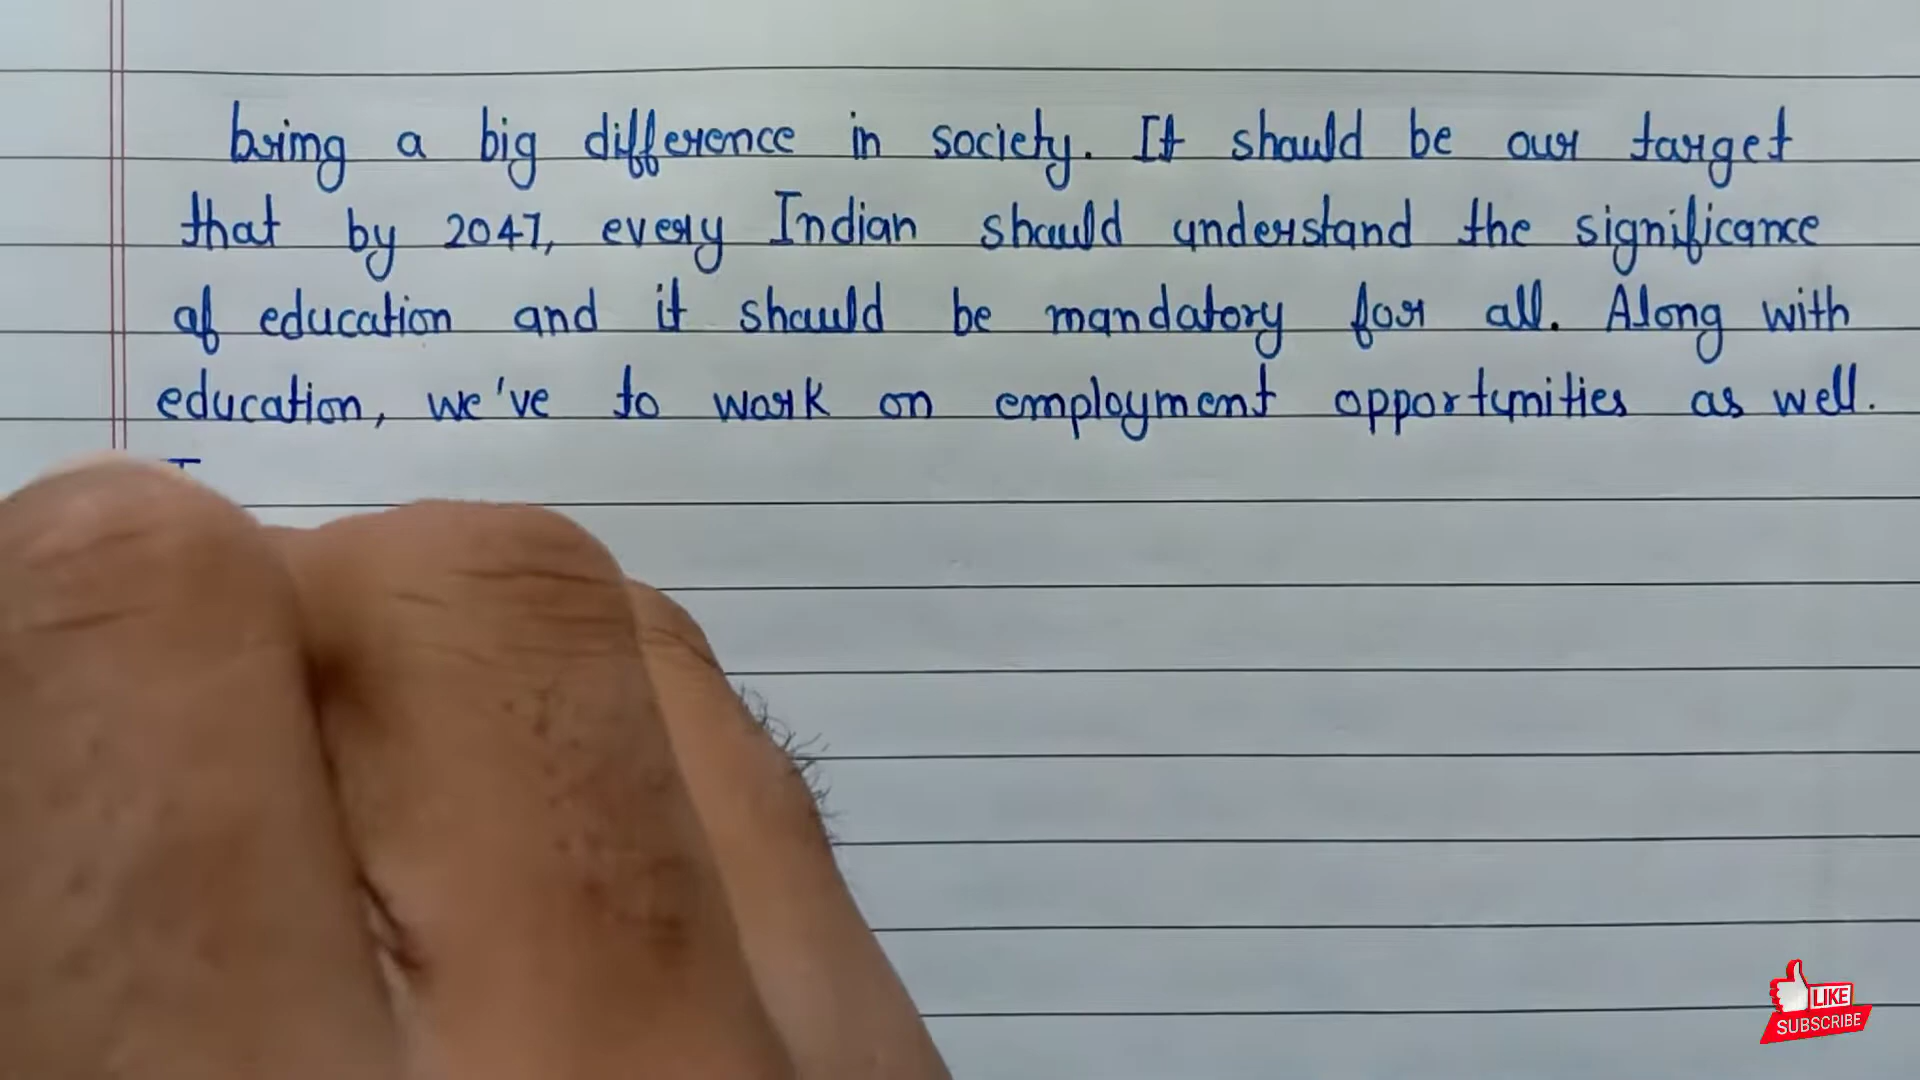 bring a big difference in society. It should be our target
that by 2047, every Indian should understand the significance
of education and it should be mandatory for all. Along with
education, we've to work on employment opportunities as well.
LIKE
SUBSCRIBE